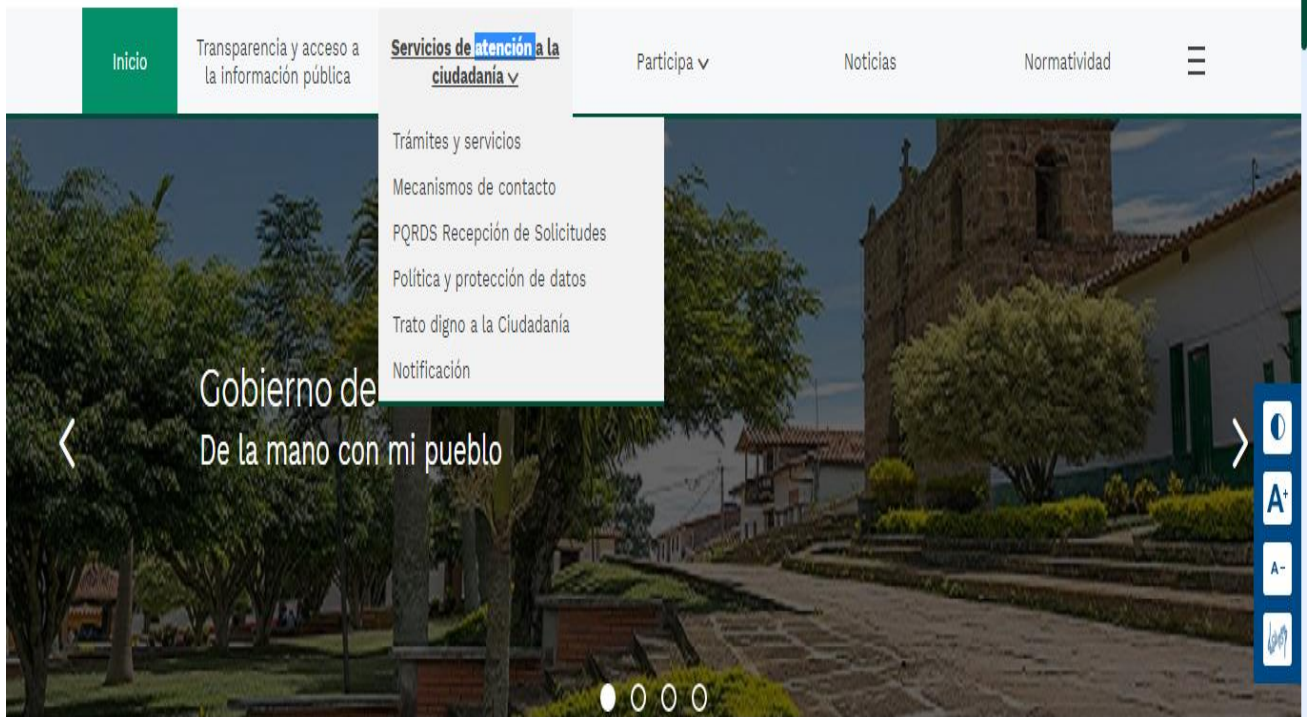 Inicio
Transparencia y acceso a
la información pública
Servicios de atención a la
ciudadanía
Participa
Noticias
Normatividad
Trámites y servicios
Mecanismos de contacto
PQRDS Recepción de Solicitudes
Política y protección de datos
Trato digno a la Ciudadanía
Notificación
Gobierno de
De la mano con mi pueblo
A+
A-